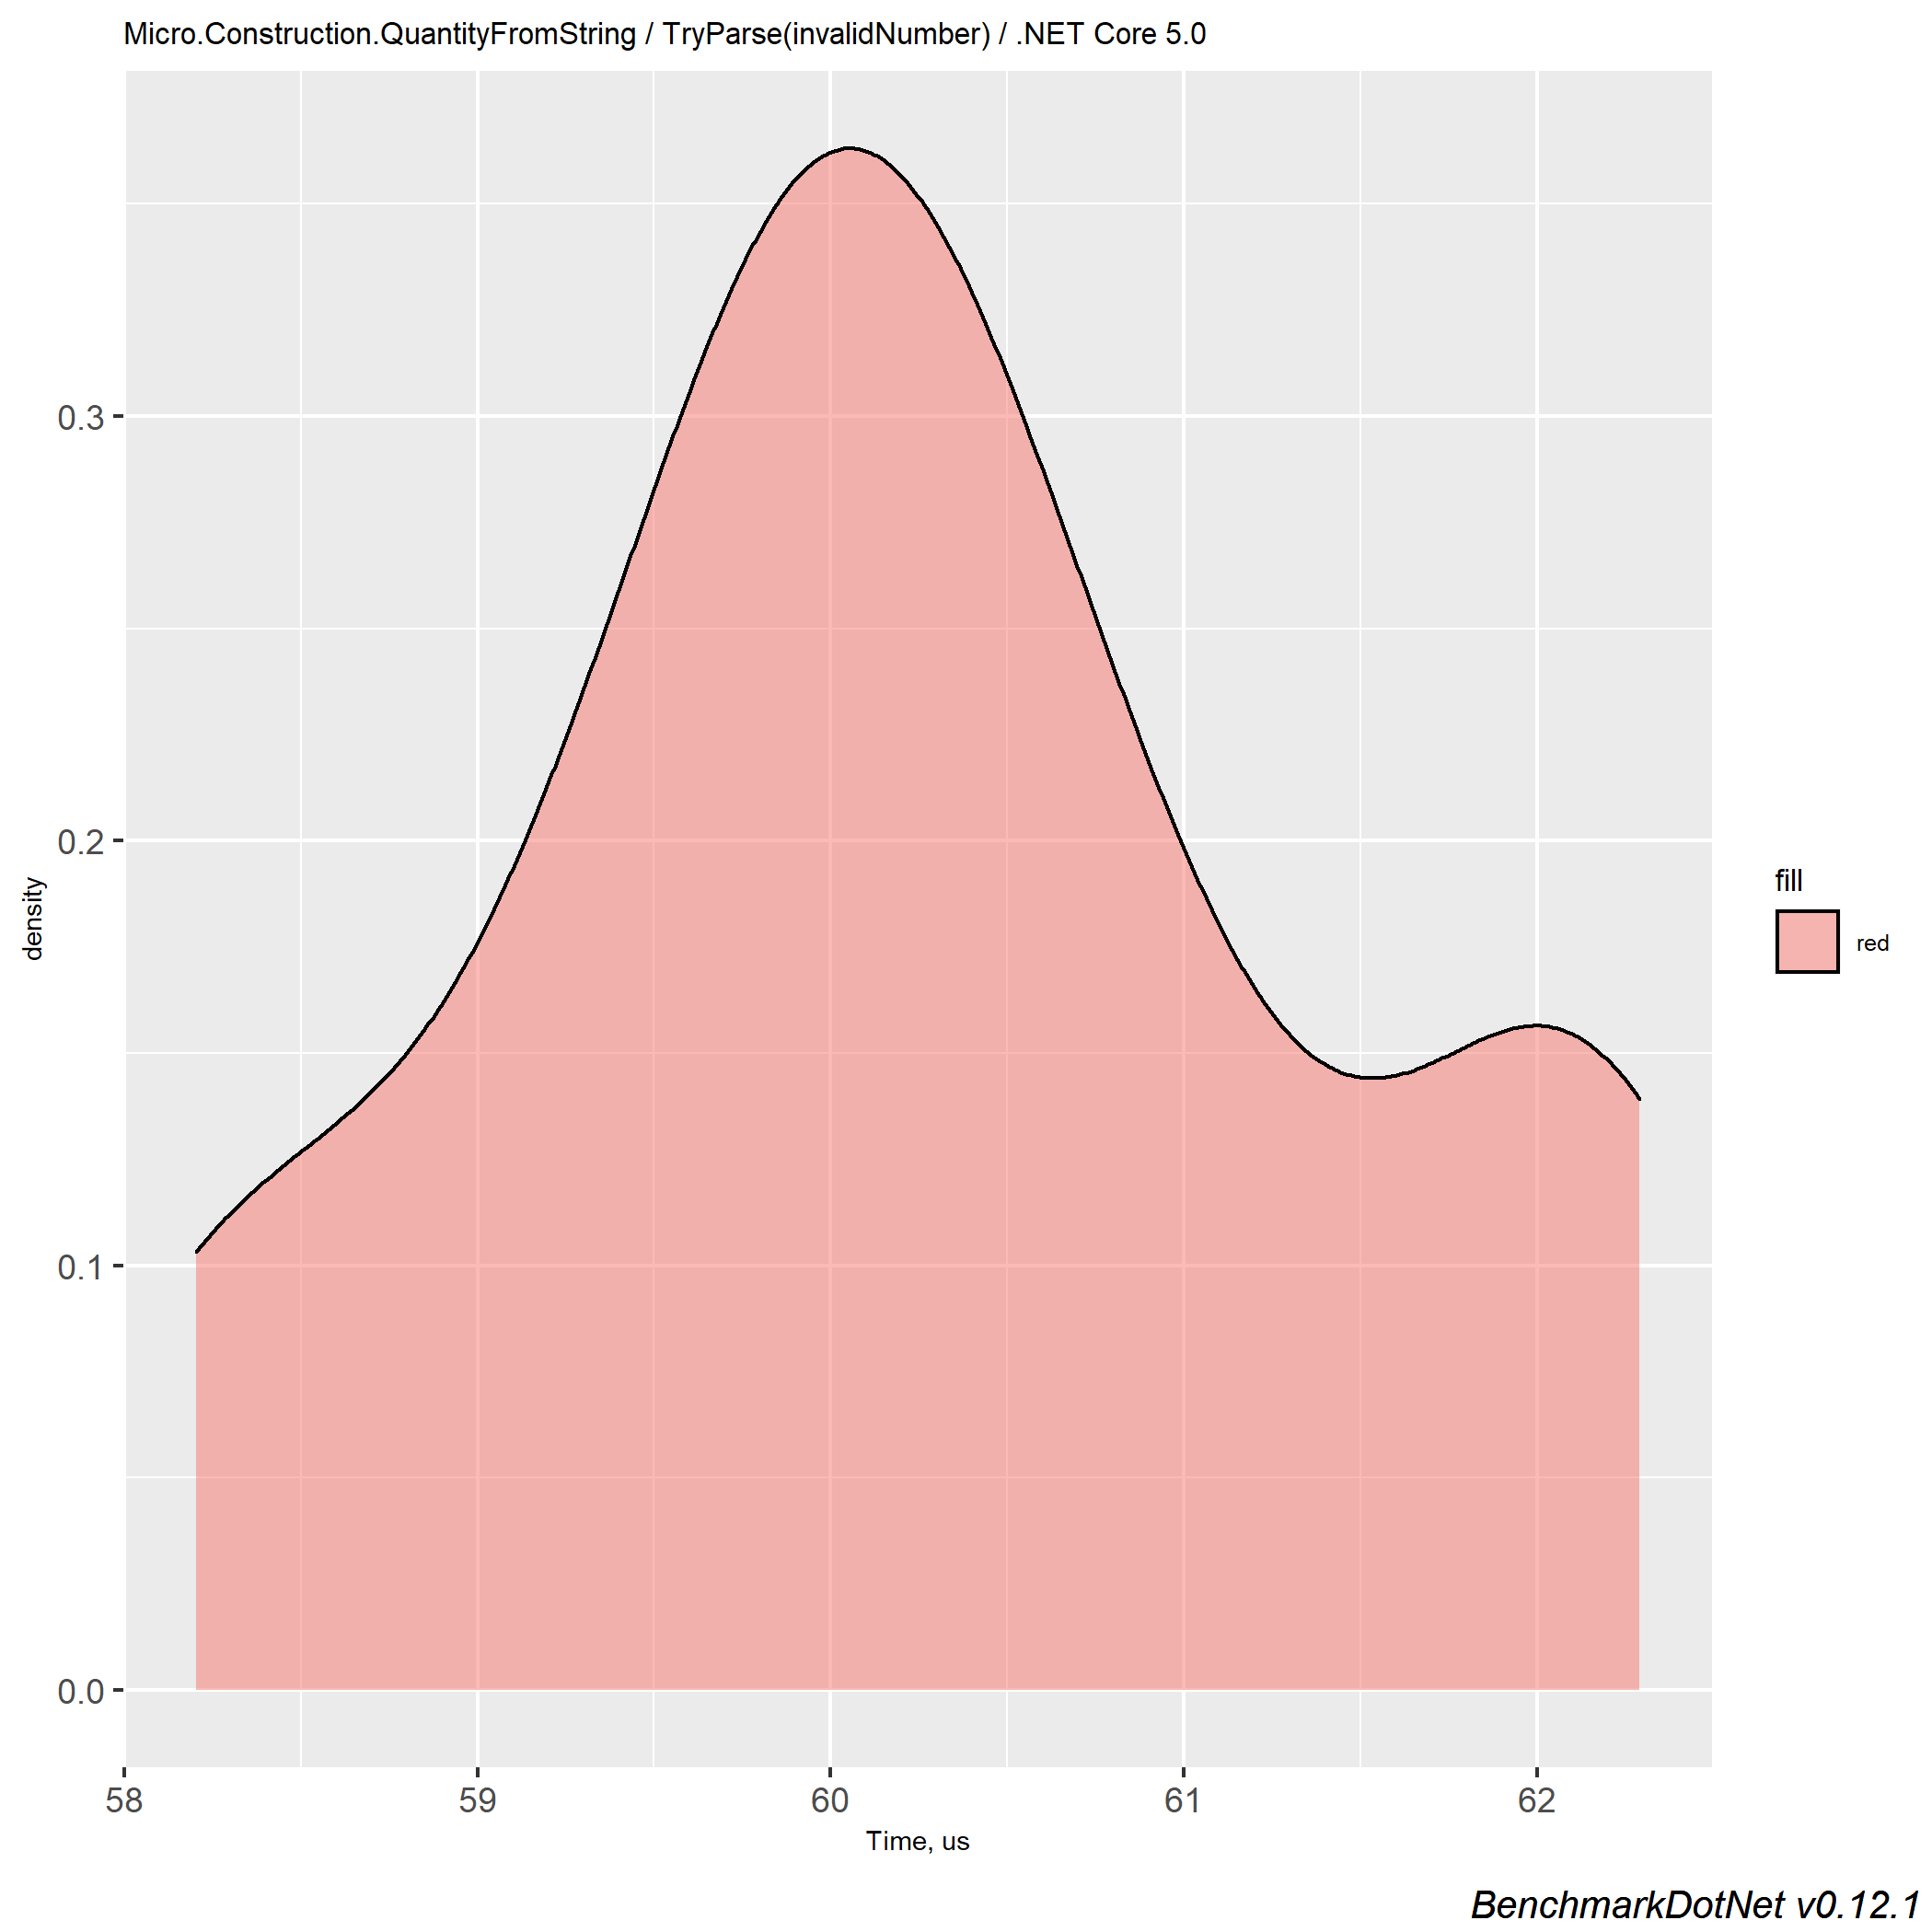 Micro.Construction.QuantityFromString / TryParse(invalidNumber) / .NET Core 5.0
0.3
0.2
0.1
0.0
density
58 59 60 61 62
Time, us
fill
red
BenchmarkDotNet v0.12.1